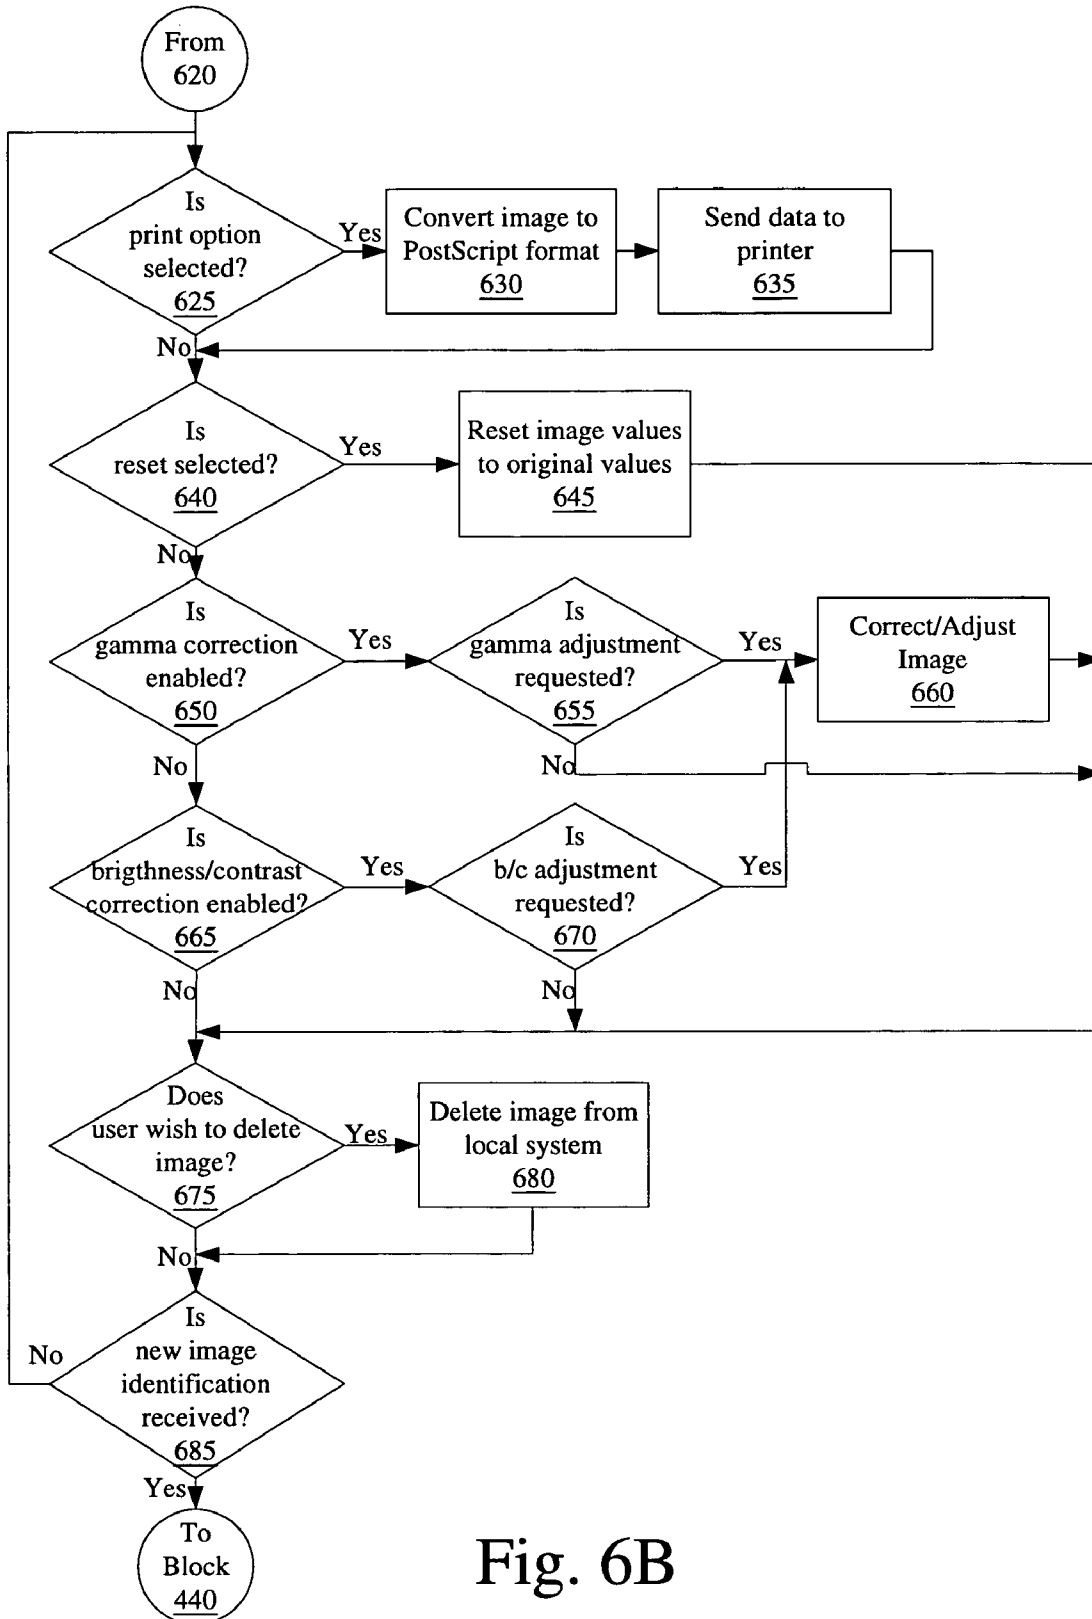 From
620
Is
print option
selected?
625
Yes
Convert image to
PostScript format
630
Send data to
printer
635
No
Is
reset selected?
640
Yes
Reset image values
to original values
645
No
Is
gamma correction
enabled?
650
Yes
Is
gamma adjustment
requested?
655
Yes
Correct/Adjust
Image
660
No
No
Is
brigthness/contrast
correction enabled?
665
Yes
Is
b/c adjustment
requested?
670
Yes
No
No
Does
user wish to delete
image?
675
Yes
Delete image from
local system
680
No
Is
new image
identification
received?
685
No
Yes
To
Block
440
Fig. 6B